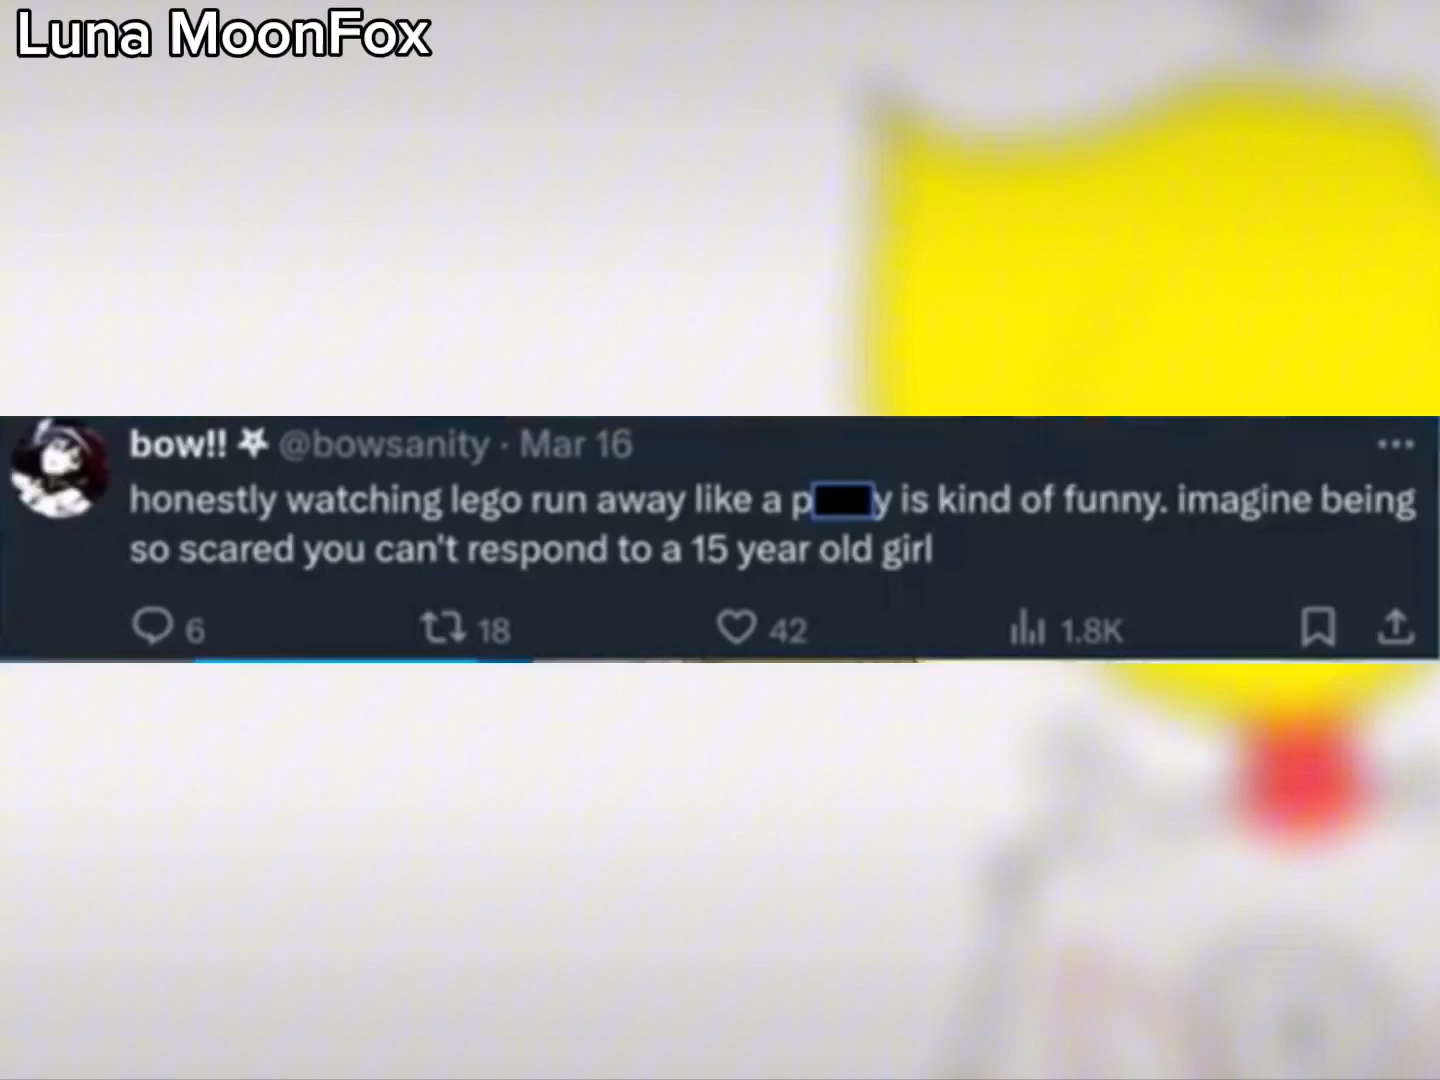 Luna MoonFox
bow!! @bowsanity · Mar 16
honestly watching lego run away like a p y is kind of funny. imagine being
so scared you can't respond to a 15 year old girl
6 18 42 1.8K